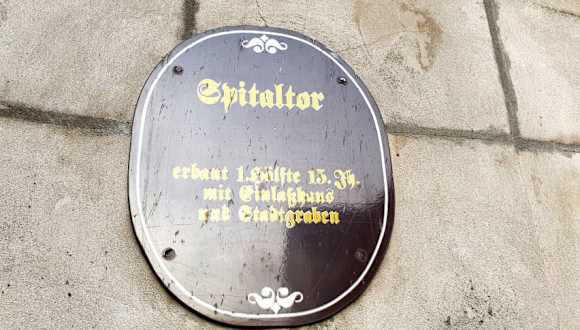 Spitaltor
erbaut 1.Hälfte 15. Jh.
mit Einlaßhaus
und Stadtgraben